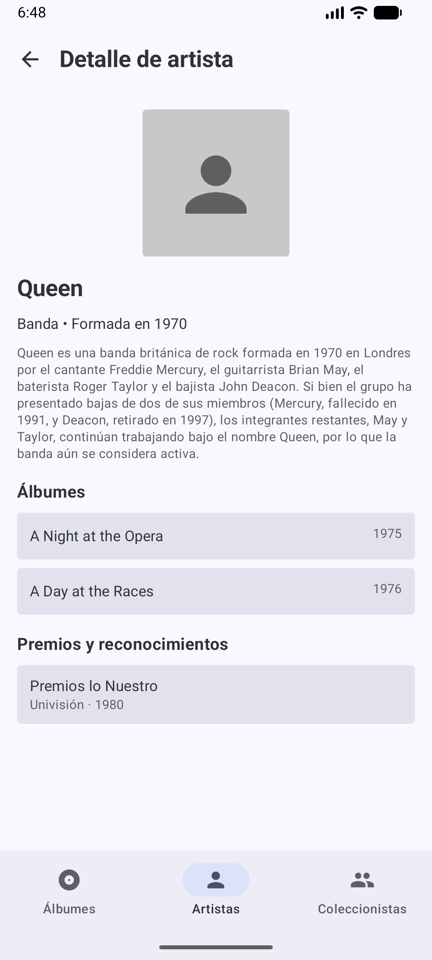 6:48
Detalle de artista
Queen
Banda • Formada en 1970
Queen es una banda británica de rock formada en 1970 en Londres
por el cantante Freddie Mercury, el guitarrista Brian May, el
baterista Roger Taylor y el bajista John Deacon. Si bien el grupo ha
presentado bajas de dos de sus miembros (Mercury, fallecido en
1991, y Deacon, retirado en 1997), los integrantes restantes, May y
Taylor, continúan trabajando bajo el nombre Queen, por lo que la
banda aún se considera activa.
Álbumes
A Night at the Opera 1975
A Day at the Races 1976
Premios y reconocimientos
Premios lo Nuestro
Univisión · 1980
Álbumes Artistas Coleccionistas